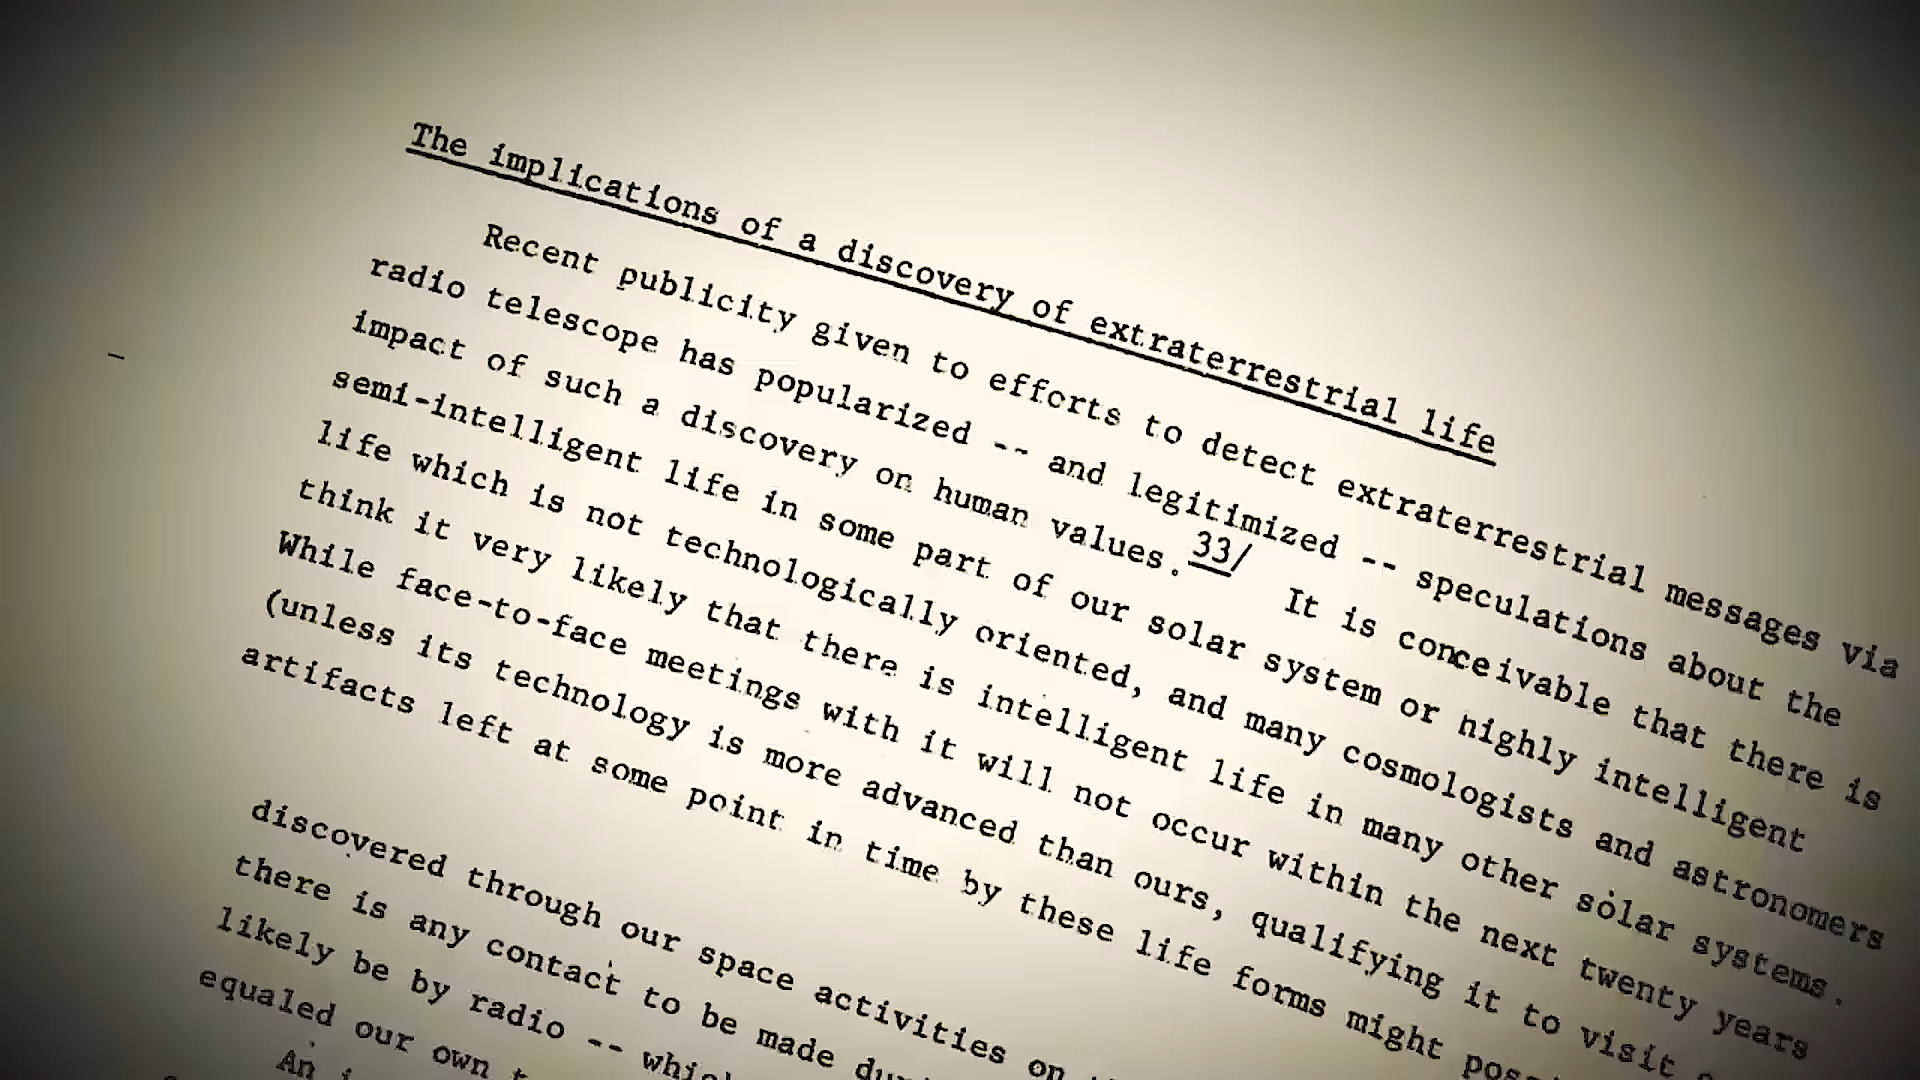 The implications of a discovery of extraterrestrial life
Recent publicity given to efforts to detect extraterrestrial messages via
radio telescope has popularized -- and legitimized -- speculations about the
impact of such a discovery on human values.33/ It is conceivable that there is
semi-intelligent life in some part of our solar system or highly intelligent
life which is not technologically oriented, and many cosmologists and astronomers
think it very likely that there is intelligent life in many other solar systems.
While face-to-face meetings with it will not occur within the next twenty years
(unless its technology is more advanced than ours, qualifying it to visit
artifacts left at some point in time by these life forms might
discovered through our space activities on
there is any contact to be made
likely be by radio --
equaled our own
An